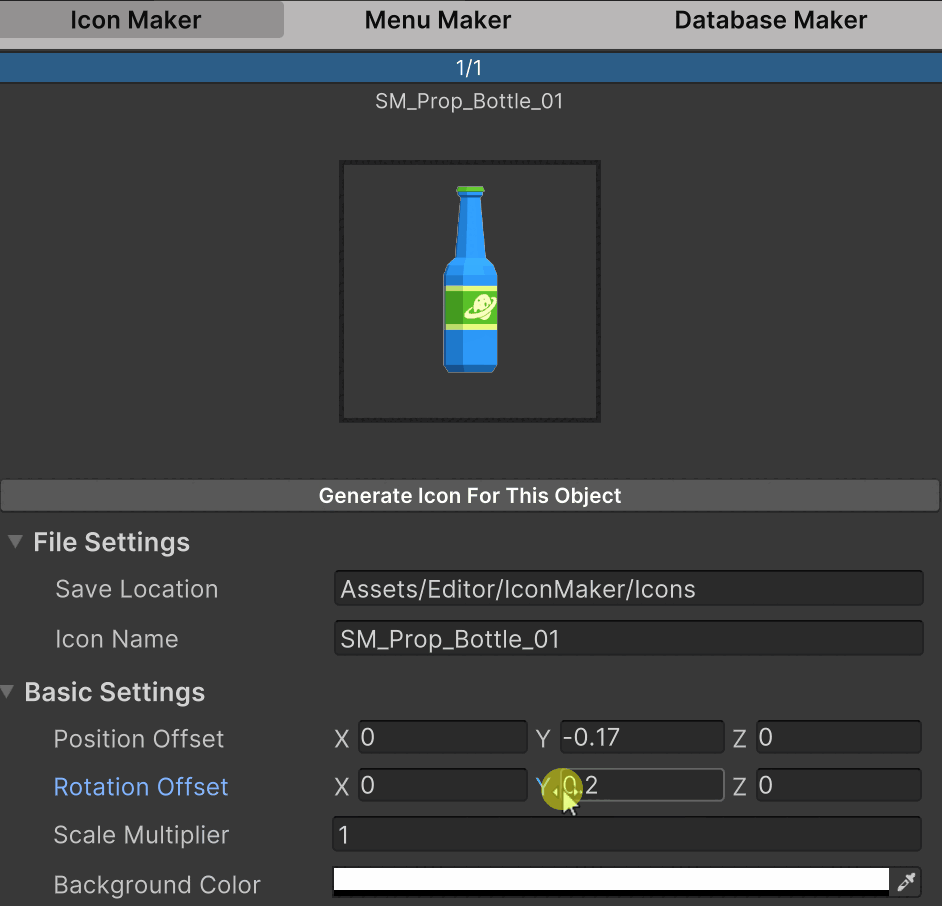 Icon Maker Menu Maker Database Maker
1/1
SM_Prop_Bottle_01
Generate Icon For This Object
File Settings
Save Location Assets/Editor/IconMaker/Icons
Icon Name SM_Prop_Bottle_01
Basic Settings
Position Offset X 0 Y -0.17 Z 0
Rotation Offset X 0 Y 0.2 Z 0
Scale Multiplier 1
Background Color